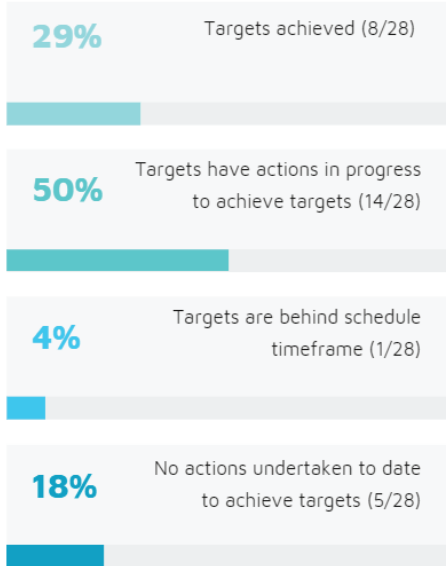 29%
Targets achieved (8/28)
50%
Targets have actions in progress
to achieve targets (14/28)
4%
Targets are behind schedule
timeframe (1/28)
18%
No actions undertaken to date
to achieve targets (5/28)